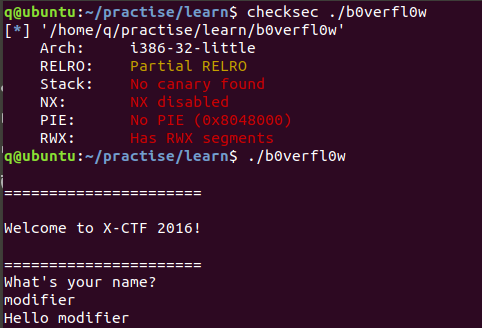 q@ubuntu:~/practise/learn$ checksec ./b0verfl0w
[*] '/home/q/practise/learn/b0verfl0w'
Arch: i386-32-little
RELRO: Partial RELRO
Stack: No canary found
NX: NX disabled
PIE: No PIE (0x8048000)
RWX: Has RWX segments
q@ubuntu:~/practise/learn$ ./b0verfl0w
======================
Welcome to X-CTF 2016!
======================
What's your name?
modifier
Hello modifier